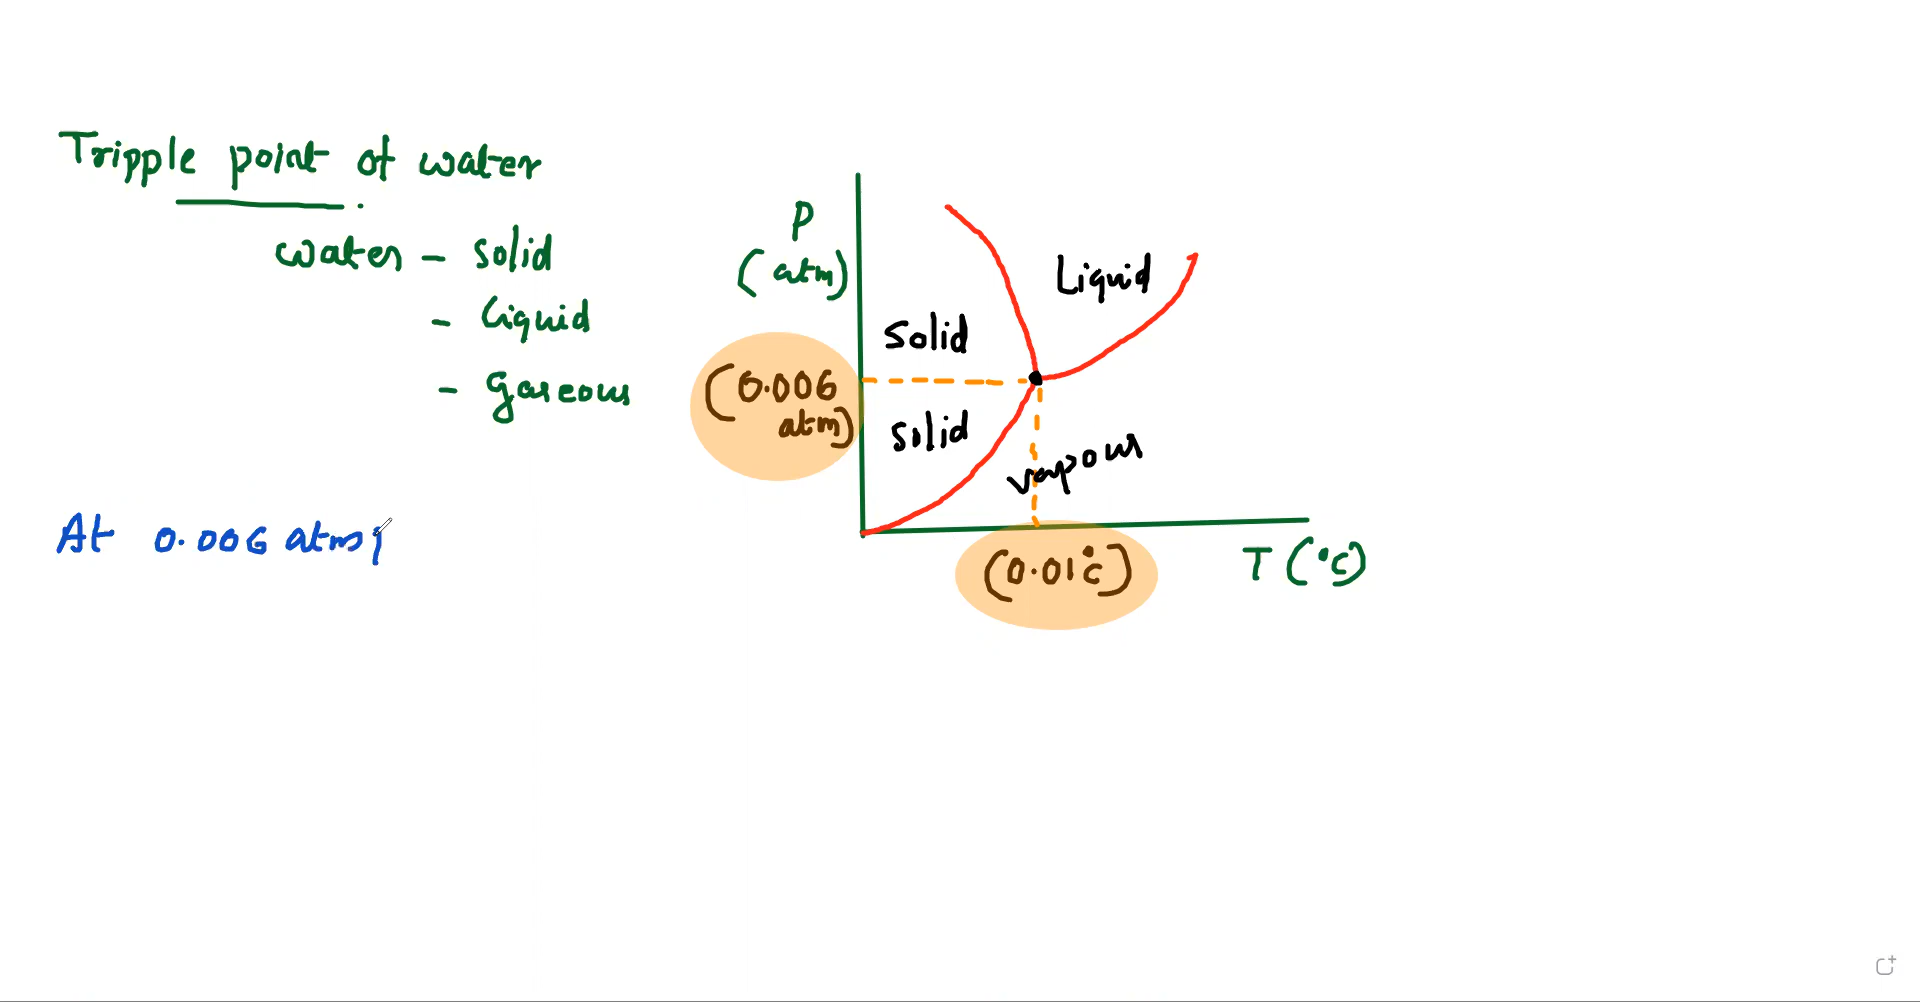 Tripple point of water
water - solid
- liquid
- gaseous
At 0.006 atms
P
(atm)
(0.006
atm)
Solid
Liquid
solid
vapour
(0.01°c)
T (°c)